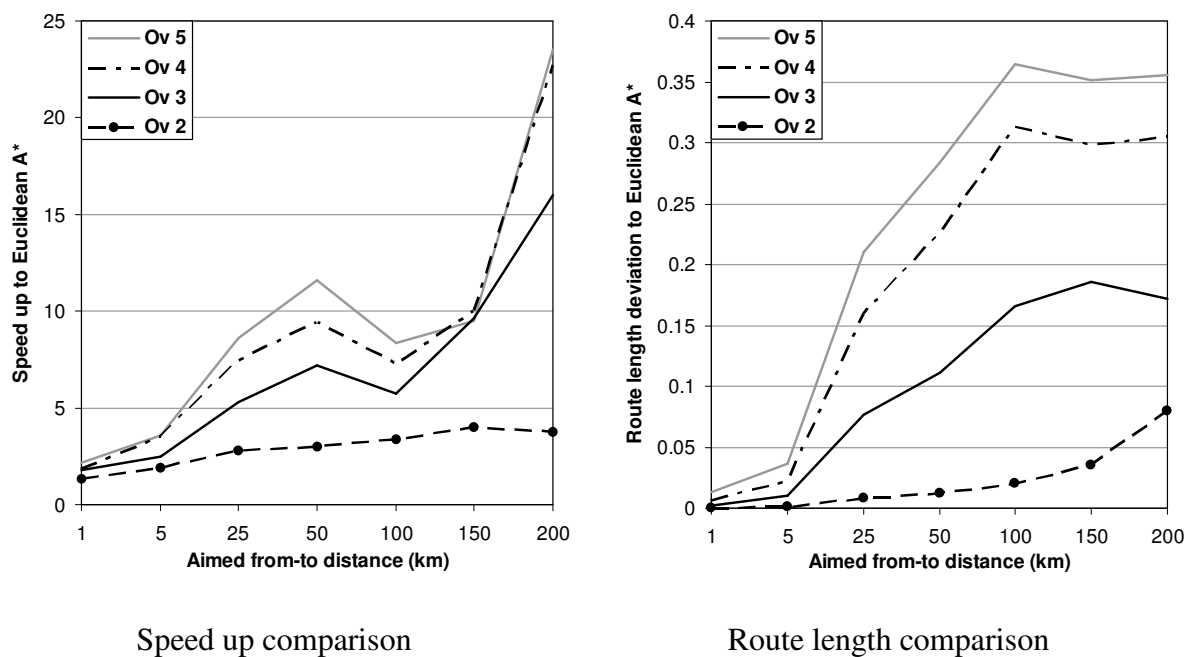 Speed up to Euclidean A*
25
20
15
10
5
0
Ov 5
Ov 4
Ov 3
Ov 2
1 5 25 50 100 150 200
Aimed from-to distance (km)
Speed up comparison
Route length deviation to Euclidean A*
0.4
0.35
0.3
0.25
0.2
0.15
0.1
0.05
0
Ov 5
Ov 4
Ov 3
Ov 2
1 5 25 50 100 150 200
Aimed from-to distance (km)
Route length comparison